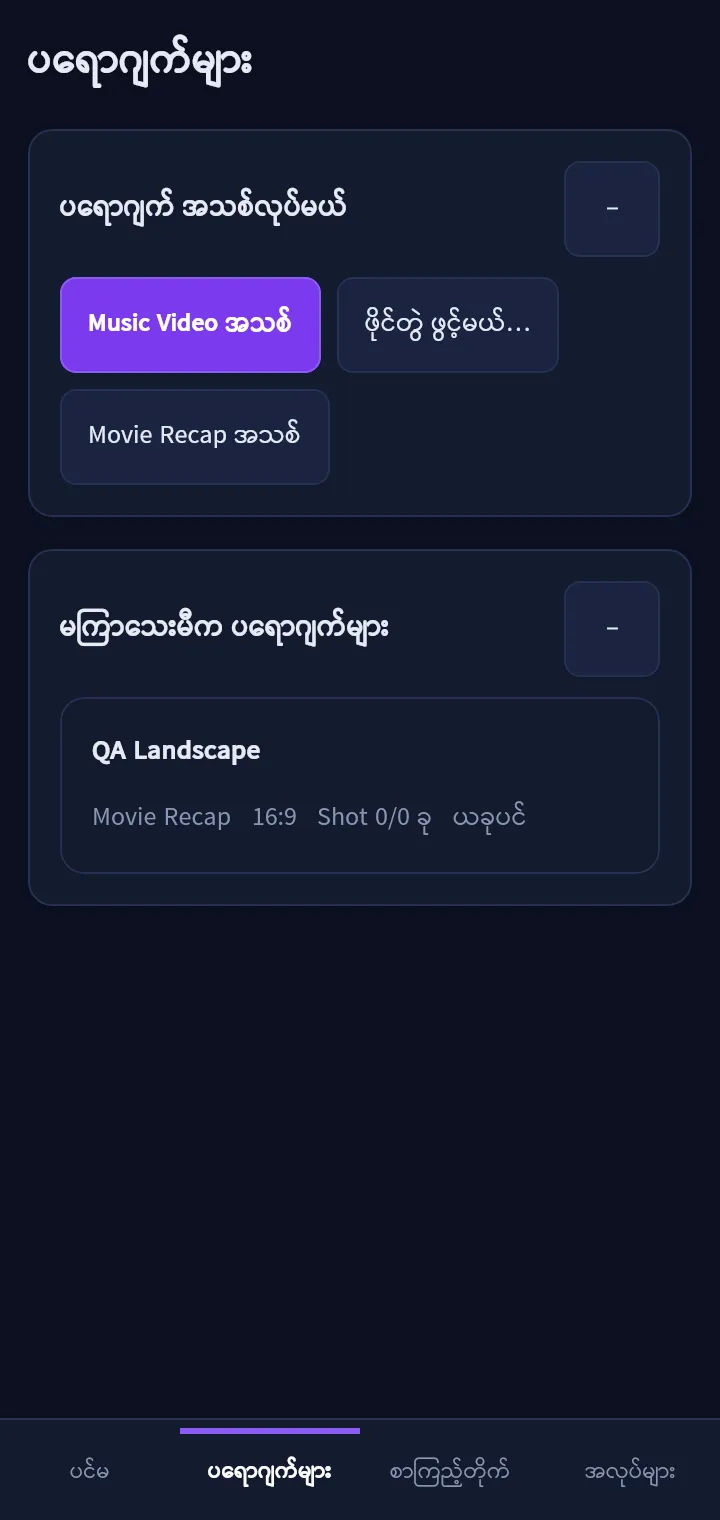 ပရောဂျက်များ
ပရောဂျက် အသစ်လုပ်မယ်
–
Music Video အသစ်
ဖိုင်တွဲ ဖွင့်မယ်…
Movie Recap အသစ်
မကြာသေးမီက ပရောဂျက်များ
–
QA Landscape
Movie Recap 16:9 Shot 0/0 ခု ယခုပင်
ပင်မ ပရောဂျက်များ စာကြည့်တိုက် အလုပ်များ